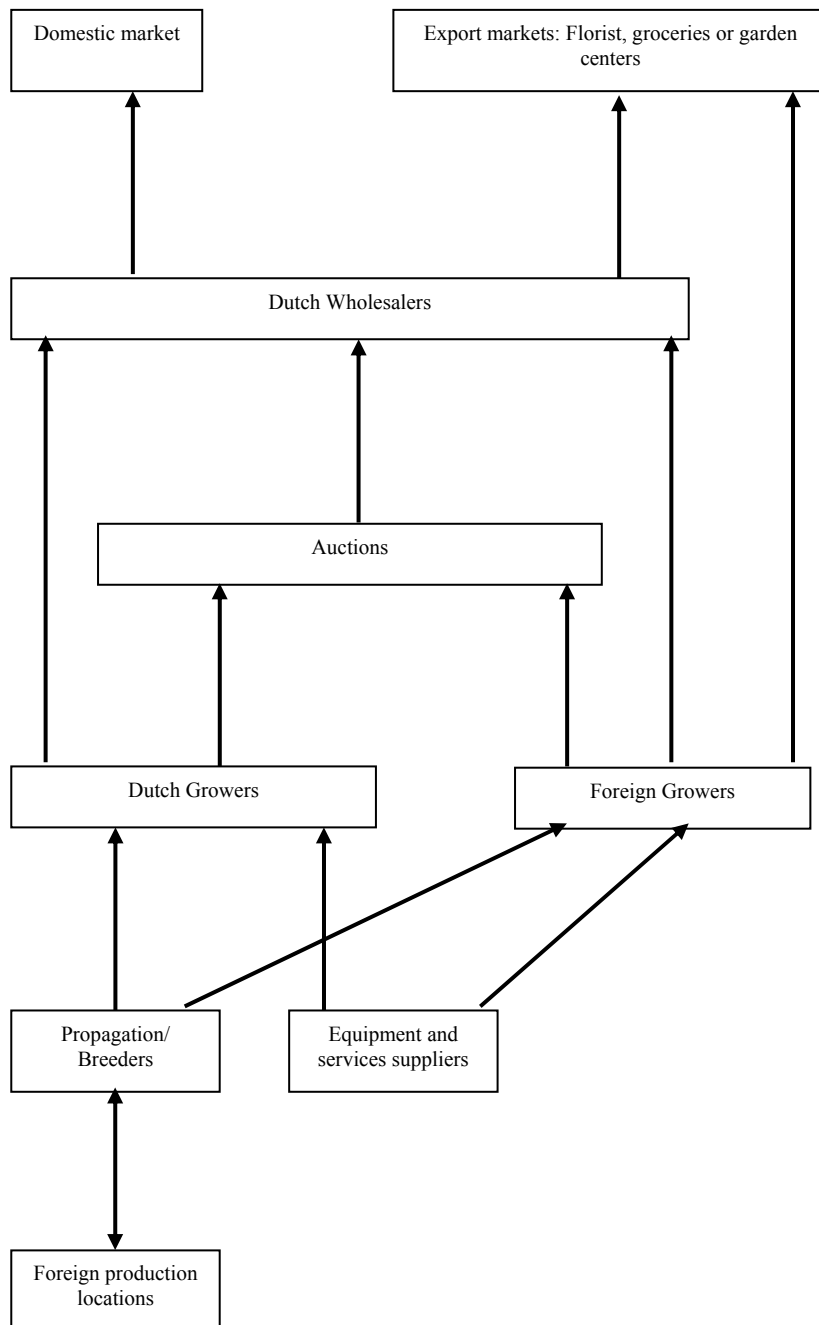 Domestic market
Export markets: Florist, groceries or garden
centers
Dutch Wholesalers
Auctions
Dutch Growers
Foreign Growers
Propagation/
Breeders
Equipment and
services suppliers
Foreign production
locations